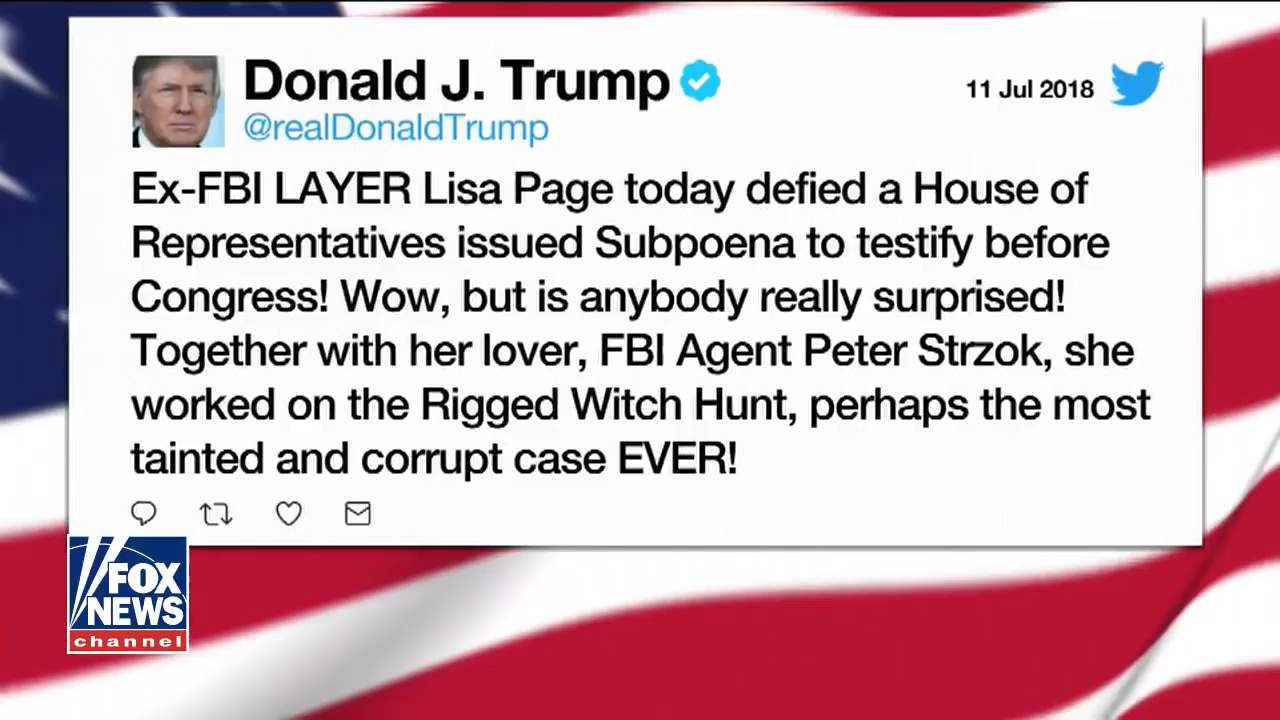 Donald J. Trump
11 Jul 2018
@realDonaldTrump
Ex-FBI LAYER Lisa Page today defied a House of
Representatives issued Subpoena to testify before
Congress! Wow, but is anybody really surprised!
Together with her lover, FBI Agent Peter Strzok, she
worked on the Rigged Witch Hunt, perhaps the most
tainted and corrupt case EVER!
FOX
NEWS
channel